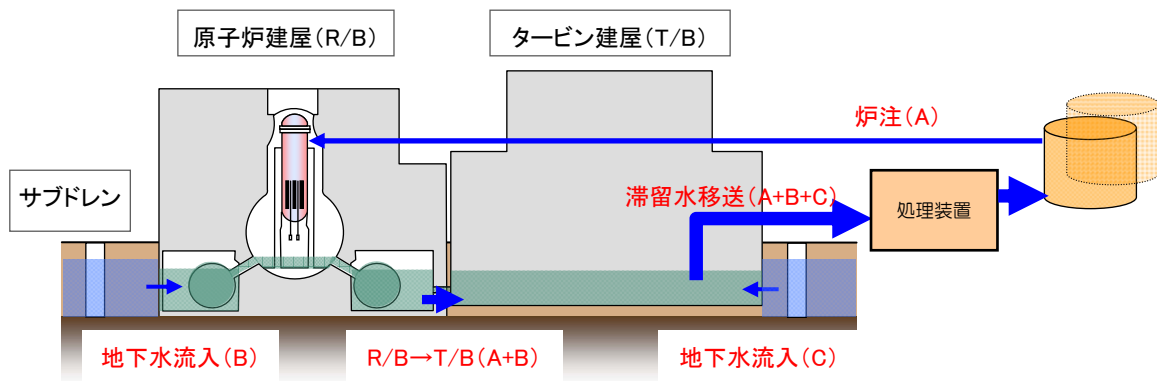 原子炉建屋(R/B)
タービン建屋(T/B)
炉注(A)
サブドレン
滞留水移送(A+B+C)
処理装置
地下水流入(B)
R/B→T/B(A+B)
地下水流入(C)